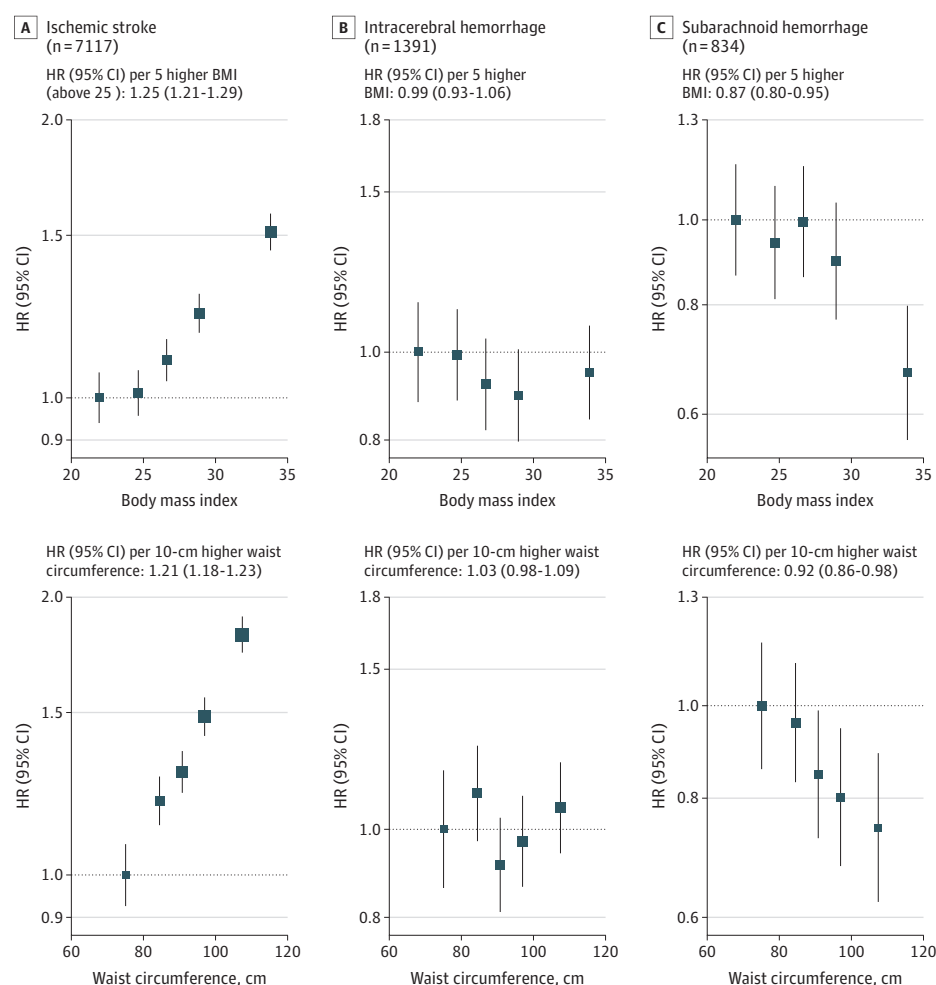 A Ischemic stroke
(n=7117)
HR (95% CI) per 5 higher BMI
(above 25 ): 1.25 (1.21-1.29)
2.0
1.5
1.0
0.9
HR (95% CI)
20 25 30 35
Body mass index
B Intracerebral hemorrhage
(n=1391)
HR (95% CI) per 5 higher
BMI: 0.99 (0.93-1.06)
1.8
1.5
1.0
0.8
HR (95% CI)
20 25 30 35
Body mass index
C Subarachnoid hemorrhage
(n=834)
HR (95% CI) per 5 higher
BMI: 0.87 (0.80-0.95)
1.3
1.0
0.8
0.6
HR (95% CI)
20 25 30 35
Body mass index
HR (95% CI) per 10-cm higher waist
circumference: 1.21 (1.18-1.23)
2.0
1.5
1.0
0.9
HR (95% CI)
60 80 100 120
Waist circumference, cm
HR (95% CI) per 10-cm higher waist
circumference: 1.03 (0.98-1.09)
1.8
1.5
1.0
0.8
HR (95% CI)
60 80 100 120
Waist circumference, cm
HR (95% CI) per 10-cm higher waist
circumference: 0.92 (0.86-0.98)
1.3
1.0
0.8
0.6
HR (95% CI)
60 80 100 120
Waist circumference, cm